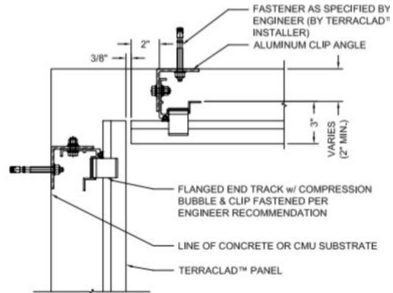 FASTENER AS SPECIFIED BY
ENGINEER (BY TERRACLAD™
INSTALLER)
ALUMINUM CLIP ANGLE
2"
3/8"
3"
VARIES
(2" MIN.)
FLANGED END TRACK w/ COMPRESSION
BUBBLE & CLIP FASTENED PER
ENGINEER RECOMMENDATION
LINE OF CONCRETE OR CMU SUBSTRATE
TERRACLAD™ PANEL